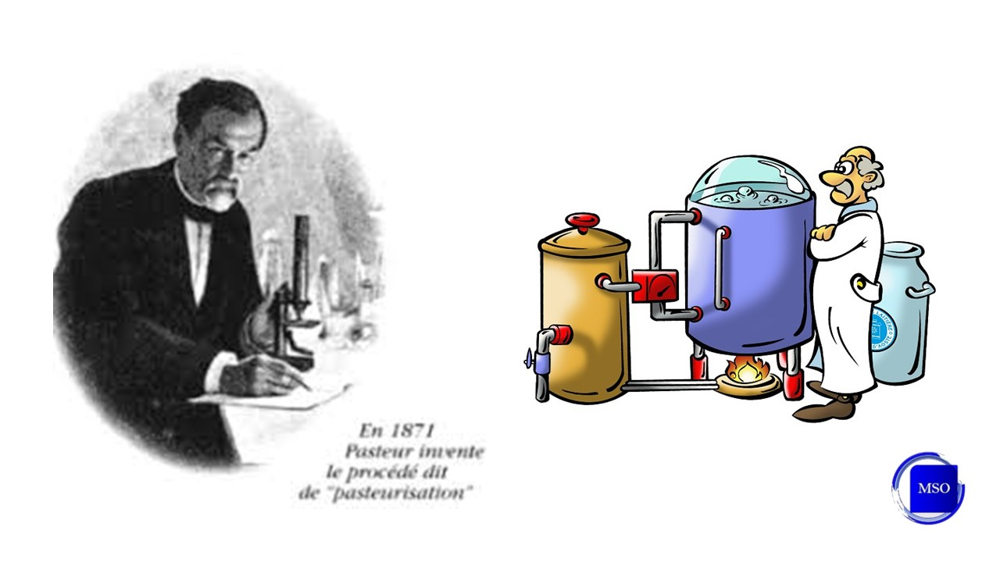 En 1871
Pasteur invente
le procédé dit
de "pasteurisation"
MSO